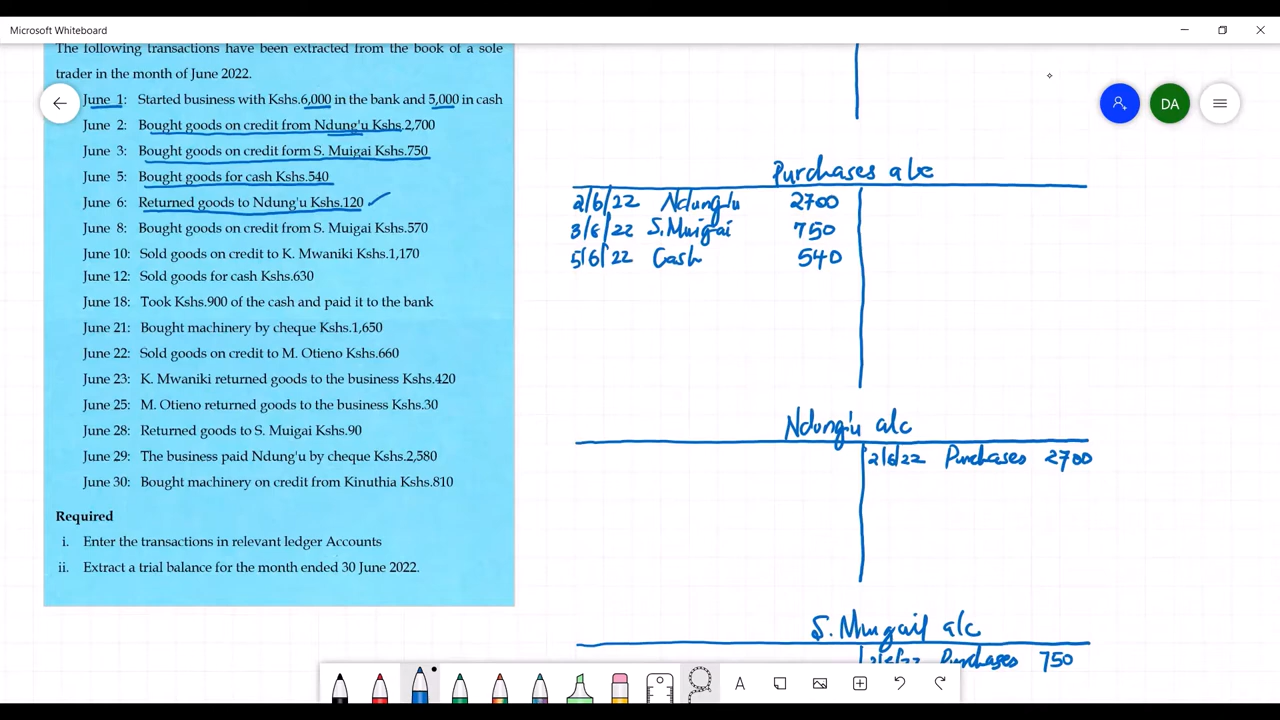 Microsoft Whiteboard
The following transactions have been extracted from the book of a sole
trader in the month of June 2022.
June 1: Started business with Kshs.6,000 in the bank and 5,000 in cash
June 2: Bought goods on credit from Ndung'u Kshs.2,700
June 3: Bought goods on credit form S. Muigai Kshs.750
June 5: Bought goods for cash Kshs.540
June 6: Returned goods to Ndung'u Kshs.120
June 8: Bought goods on credit from S. Muigai Kshs.570
June 10: Sold goods on credit to K. Mwaniki Kshs.1,170
June 12: Sold goods for cash Kshs.630
June 18: Took Kshs.900 of the cash and paid it to the bank
June 21: Bought machinery by cheque Kshs.1,650
June 22: Sold goods on credit to M. Otieno Kshs.660
June 23: K. Mwaniki returned goods to the business Kshs.420
June 25: M. Otieno returned goods to the business Kshs.30
June 28: Returned goods to S. Muigai Kshs.90
June 29: The business paid Ndung'u by cheque Kshs.2,580
June 30: Bought machinery on credit from Kinuthia Kshs.810
Required
i. Enter the transactions in relevant ledger Accounts
ii. Extract a trial balance for the month ended 30 June 2022.
DA
Purchases a/c
2/6/22 Ndung'u 2700
3/6/22 S.Muigai 750
5/6/22 Cash 540
Ndung'u a/c
2/6/22 Purchases 2700
S. Muigai a/c
Purchases 750
A